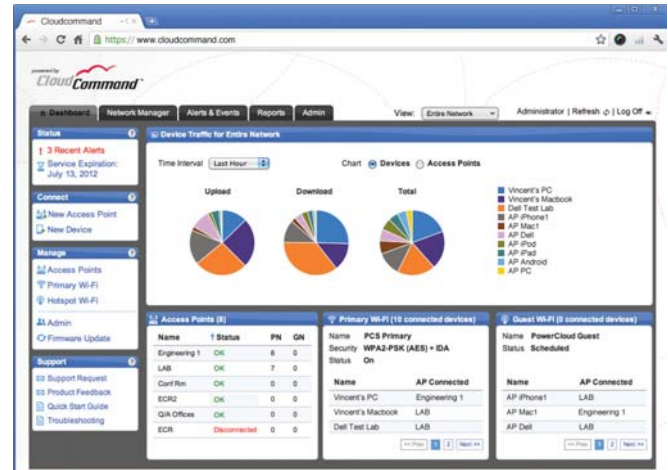 Cloudcommand
https://www.cloudcommand.com
powered by
CloudCommand
Dashboard Network Manager Alerts & Events Reports Admin View: Entire Network Administrator | Refresh | Log Off
Status
! 3 Recent Alerts
Service Expiration:
July 13, 2012
Connect
New Access Point
New Device
Manage
Access Points
Primary Wi-Fi
Hotspot Wi-Fi
Admin
Firmware Update
Support
Support Request
Product Feedback
Quick Start Guide
Troubleshooting
Device Traffic for Entire Network
Time Interval Last Hour Chart Devices Access Points
Upload Download Total
Vincent's PC
Vincent's Macbook
Dell Test Lab
AP iPhone1
AP Mac1
AP Dell
AP iPod
AP iPad
AP Android
AP PC
Access Points (8)
Name ↑ Status PN GN
Engineering 1 OK 6 0
LAB OK 7 0
Conf Rm OK 0 0
ECR2 OK 0 0
Q/A Offices OK 0 0
ECR Disconnected 0 0
Primary Wi-Fi (10 connected devices)
Name PCS Primary
Security WPA2-PSK (AES) + IDA
Status On
Name AP Connected
Vincent's PC Engineering 1
Vincent's Macbook LAB
Dell Test Lab LAB
<< Prev 1 2 Next >>
Guest Wi-Fi (0 connected devices)
Name PowerCloud Guest
Status Scheduled
Name AP Connected
AP iPhone1 LAB
AP Mac1 Engineering 1
AP Dell LAB
<< Prev 1 2 Next >>